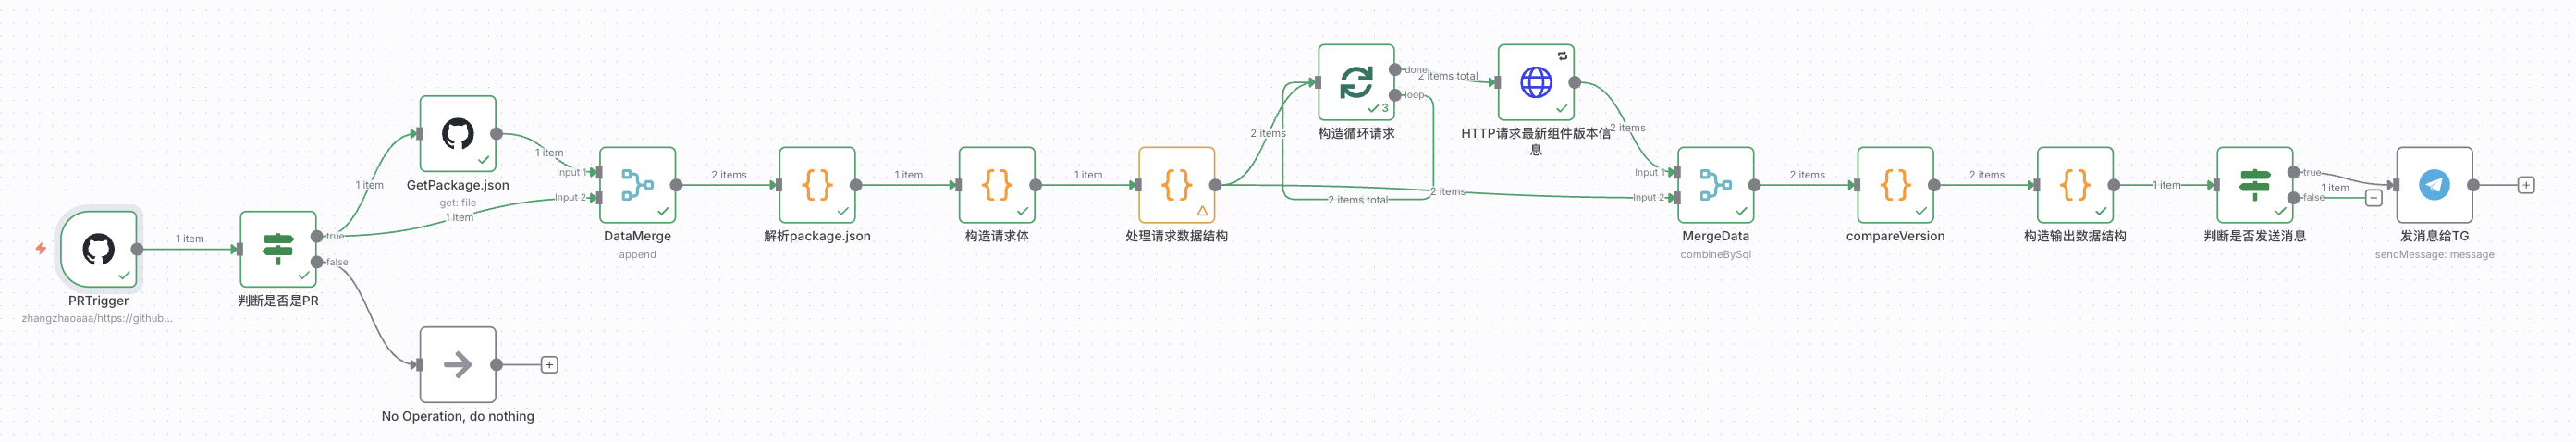 PRTrigger
zhangzhaoaaa/https://github...
1 item
判断是否是PR
true
false
1 item
1 item
GetPackage.json
get: file
No Operation, do nothing
1 item
Input 1
Input 2
DataMerge
append
2 items
解析package.json
1 item
构造请求体
1 item
处理请求数据结构
2 items
2 items total
构造循环请求
3
done
loop
2 items total
HTTP请求最新组件版本信
息
2 items
2 items
Input 1
Input 2
MergeData
combineBySql
2 items
compareVersion
2 items
构造输出数据结构
1 item
判断是否发送消息
true
false
1 item
发消息给TG
sendMessage: message